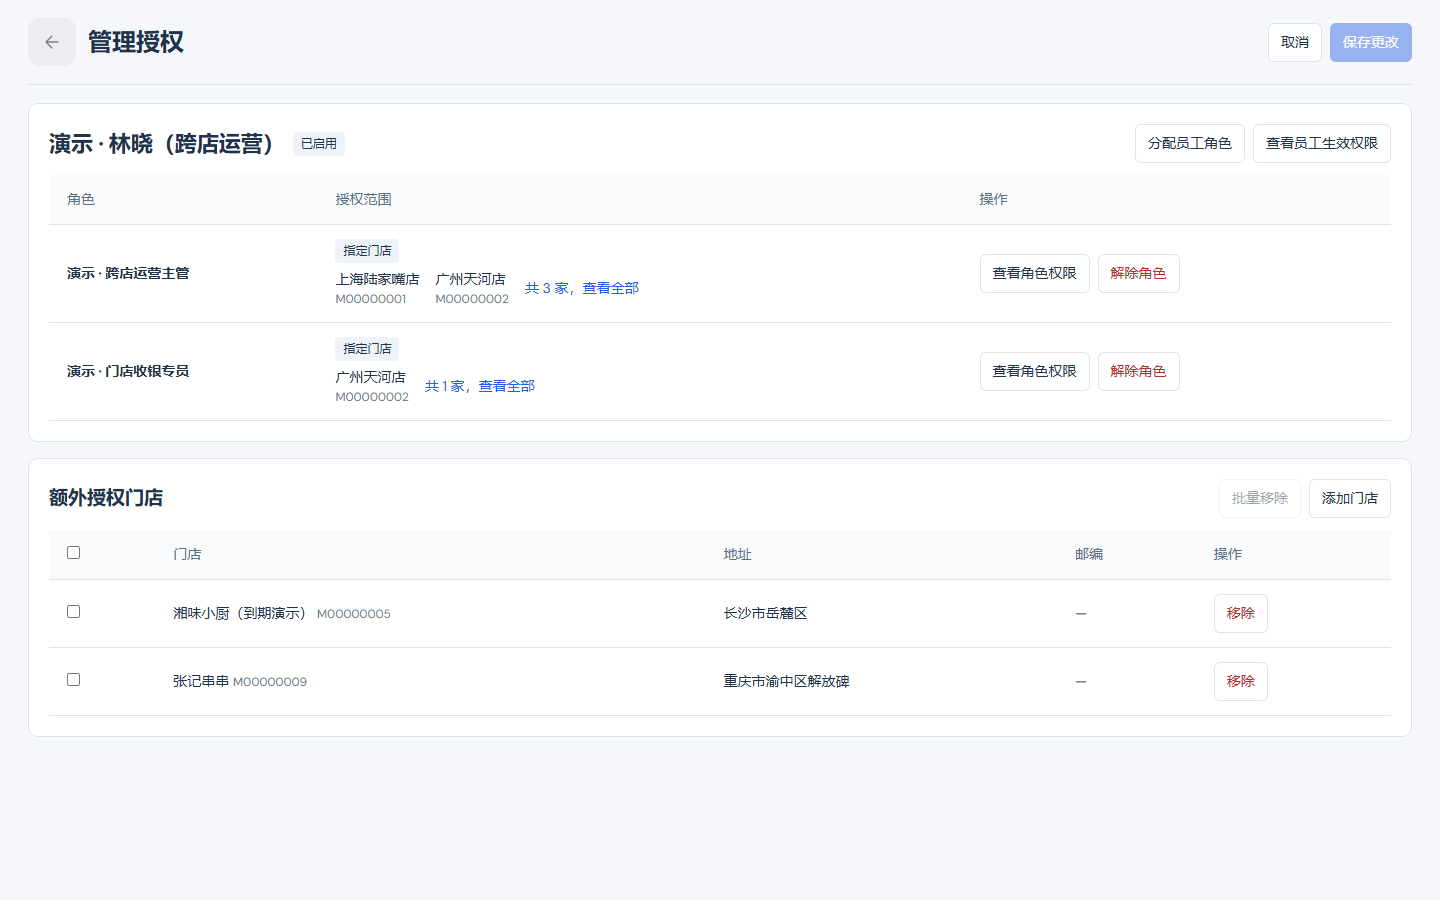 管理授权
取消 保存更改
演示 · 林晓（跨店运营） 已启用 分配员工角色 查看员工生效权限
角色 授权范围 操作
指定门店
演示 · 跨店运营主管 上海陆家嘴店 广州天河店 共 3 家，查看全部 查看角色权限 解除角色
M00000001 M00000002
指定门店
演示 · 门店收银专员 广州天河店 共 1 家，查看全部 查看角色权限 解除角色
M00000002
额外授权门店 批量移除 添加门店
门店 地址 邮编 操作
湘味小厨（到期演示） M00000005 长沙市岳麓区 — 移除
张记串串 M00000009 重庆市渝中区解放碑 — 移除